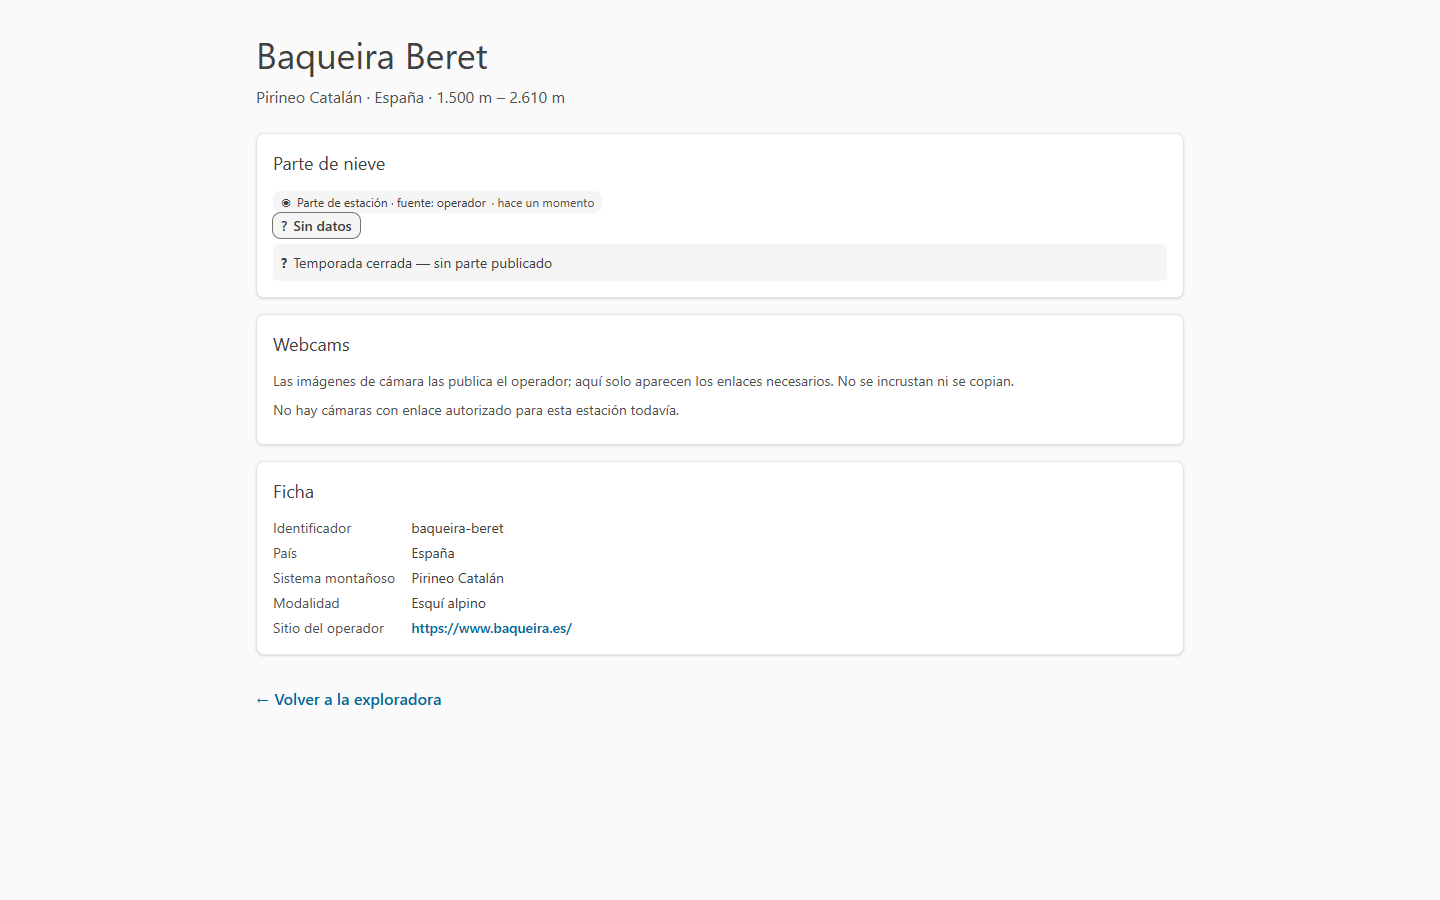 Baqueira Beret
Pirineo Catalán · España · 1.500 m – 2.610 m
Parte de nieve
◉ Parte de estación · fuente: operador · hace un momento
? Sin datos
? Temporada cerrada — sin parte publicado
Webcams
Las imágenes de cámara las publica el operador; aquí solo aparecen los enlaces necesarios. No se incrustan ni se copian.
No hay cámaras con enlace autorizado para esta estación todavía.
Ficha
Identificador baqueira-beret
País España
Sistema montañoso Pirineo Catalán
Modalidad Esquí alpino
Sitio del operador https://www.baqueira.es/
← Volver a la exploradora